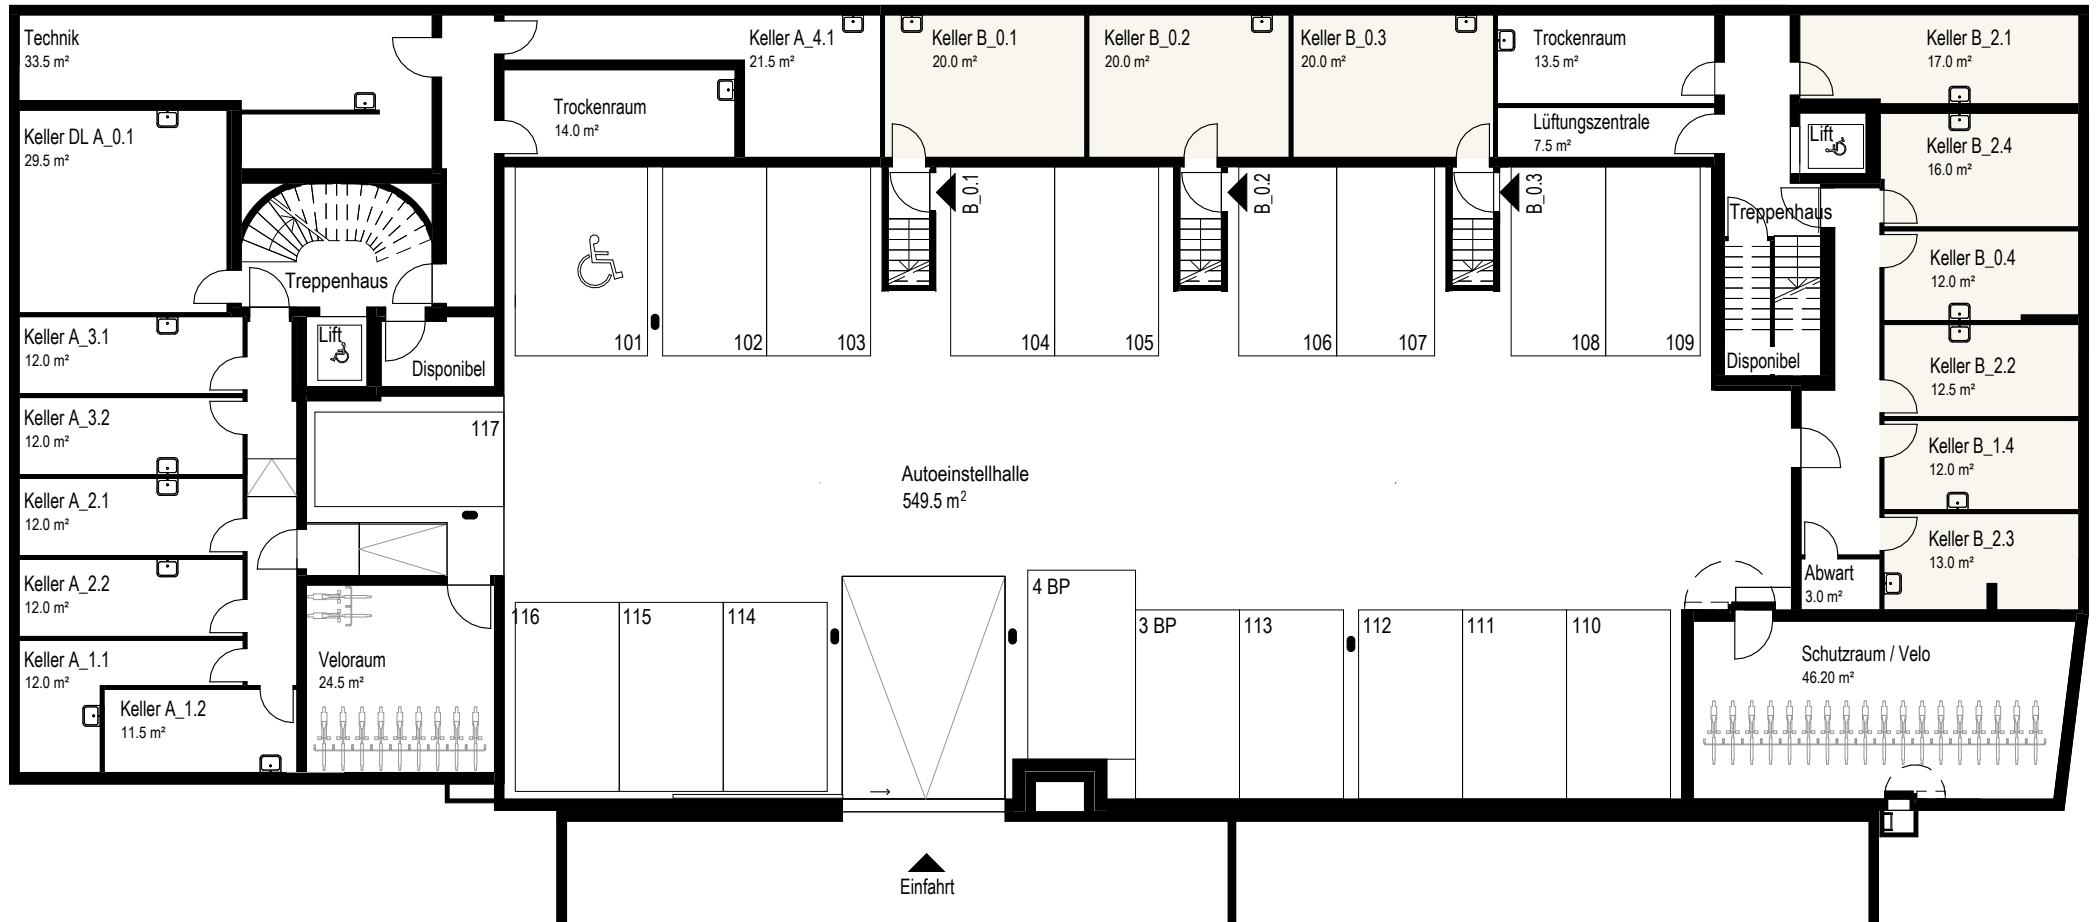 Technik
33.5 m²
Keller A_4.1
21.5 m²
Keller B_0.1
20.0 m²
Keller B_0.2
20.0 m²
Keller B_0.3
20.0 m²
Trockenraum
13.5 m²
Keller B_2.1
17.0 m²
Trockenraum
14.0 m²
Keller DL A_0.1
29.5 m²
Lüftungszentrale
7.5 m²
Lift
Keller B_2.4
16.0 m²
B_0.1
B_0.2
B_0.3
Treppenhaus
Treppenhaus
Keller B_0.4
12.0 m²
Keller A_3.1
12.0 m²
Lift
Disponibel
101
102
103
104
105
106
107
108
109
Disponibel
Keller B_2.2
12.5 m²
Keller A_3.2
12.0 m²
117
Keller B_1.4
12.0 m²
Autoeinstellhalle
549.5 m²
Keller A_2.1
12.0 m²
Keller B_2.3
13.0 m²
Keller A_2.2
12.0 m²
Abwart
3.0 m²
4 BP
116
115
114
3 BP
113
112
111
110
Keller A_1.1
12.0 m²
Veloraum
24.5 m²
Schutzraum / Velo
46.20 m²
Keller A_1.2
11.5 m²
Einfahrt